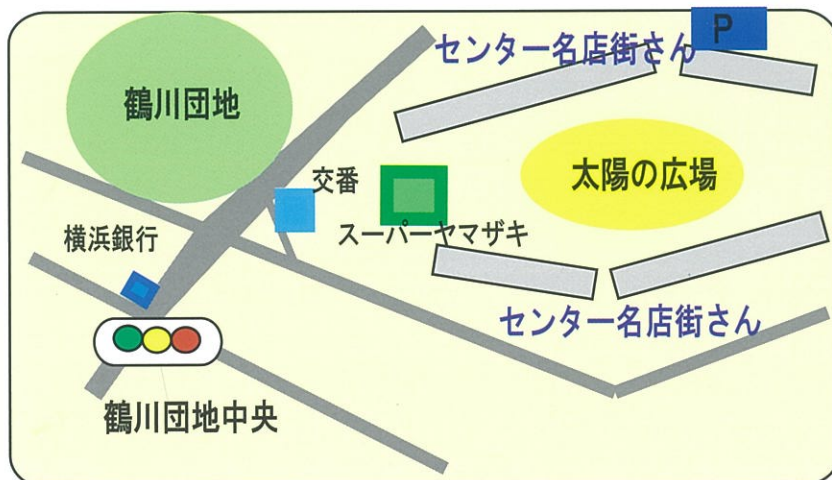 P
センター名店街さん
鶴川団地
太陽の広場
交番
横浜銀行
スーパーヤマザキ
センター名店街さん
鶴川団地中央